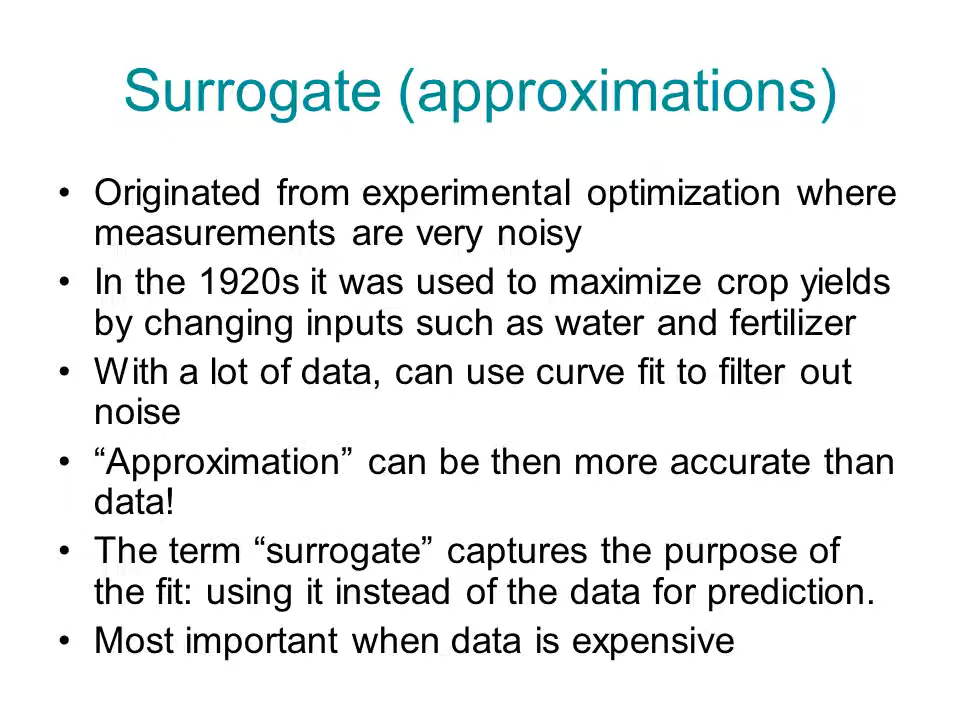 Surrogate (approximations)
• Originated from experimental optimization where
measurements are very noisy
• In the 1920s it was used to maximize crop yields
by changing inputs such as water and fertilizer
• With a lot of data, can use curve fit to filter out
noise
• “Approximation” can be then more accurate than
data!
• The term “surrogate” captures the purpose of
the fit: using it instead of the data for prediction.
• Most important when data is expensive